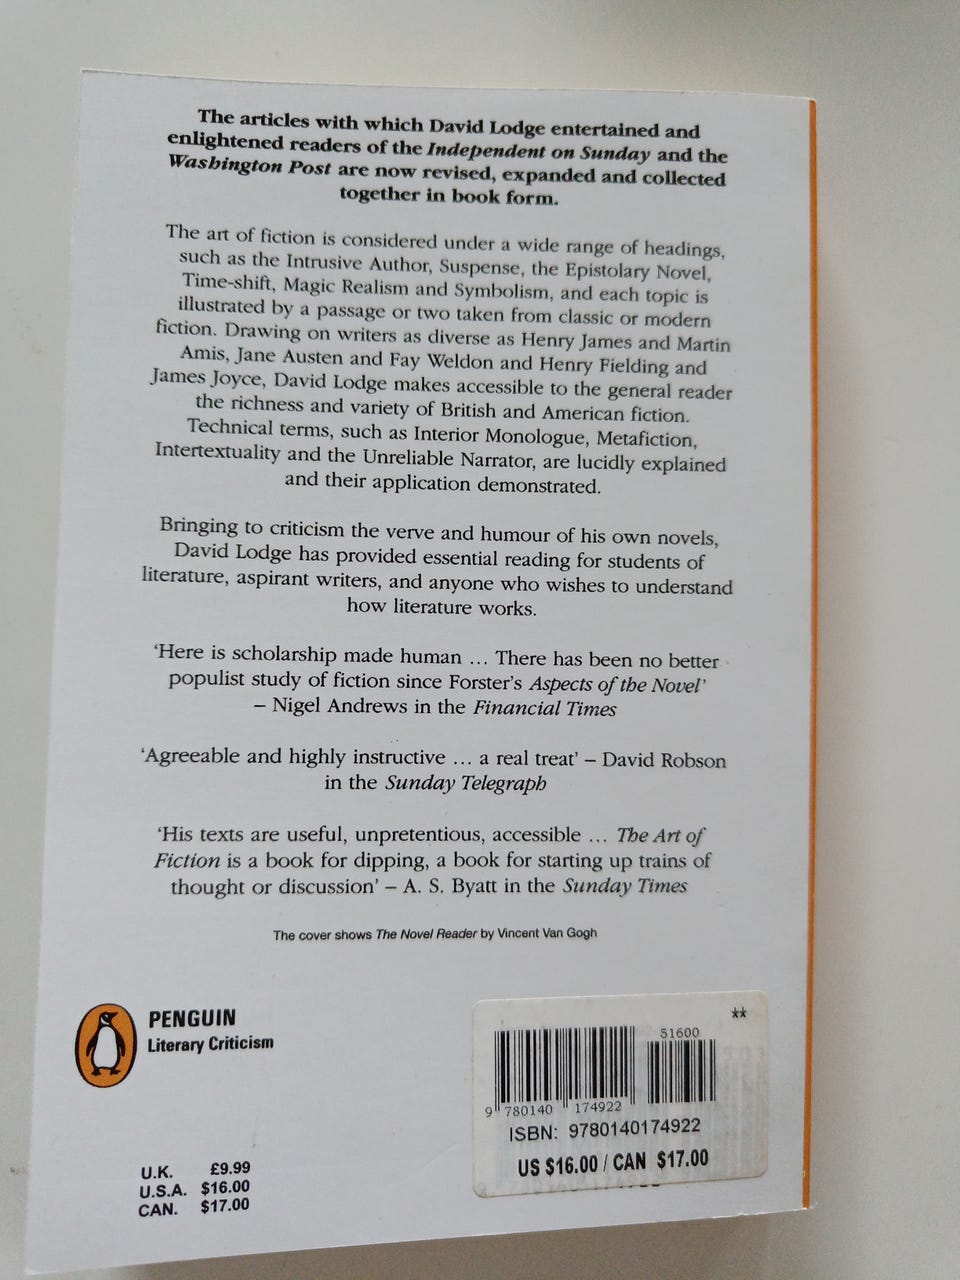 The articles with which David Lodge entertained and
enlightened readers of the Independent on Sunday and the
Washington Post are now revised, expanded and collected
together in book form.
The art of fiction is considered under a wide range of headings,
such as the Intrusive Author, Suspense, the Epistolary Novel,
Time-shift, Magic Realism and Symbolism, and each topic is
illustrated by a passage or two taken from classic or modern
fiction. Drawing on writers as diverse as Henry James and Martin
Amis, Jane Austen and Fay Weldon and Henry Fielding and
James Joyce, David Lodge makes accessible to the general reader
the richness and variety of British and American fiction.
Technical terms, such as Interior Monologue, Metafiction,
Intertextuality and the Unreliable Narrator, are lucidly explained
and their application demonstrated.
Bringing to criticism the verve and humour of his own novels,
David Lodge has provided essential reading for students of
literature, aspirant writers, and anyone who wishes to understand
how literature works.
‘Here is scholarship made human … There has been no better
populist study of fiction since Forster’s Aspects of the Novel’
– Nigel Andrews in the Financial Times
‘Agreeable and highly instructive … a real treat’ – David Robson
in the Sunday Telegraph
‘His texts are useful, unpretentious, accessible … The Art of
Fiction is a book for dipping, a book for starting up trains of
thought or discussion’ – A. S. Byatt in the Sunday Times
The cover shows The Novel Reader by Vincent Van Gogh
PENGUIN
Literary Criticism
U.K. £9.99
U.S.A. $16.00
CAN. $17.00
**
51600
9 780140 174922
ISBN: 9780140174922
US $16.00 / CAN $17.00